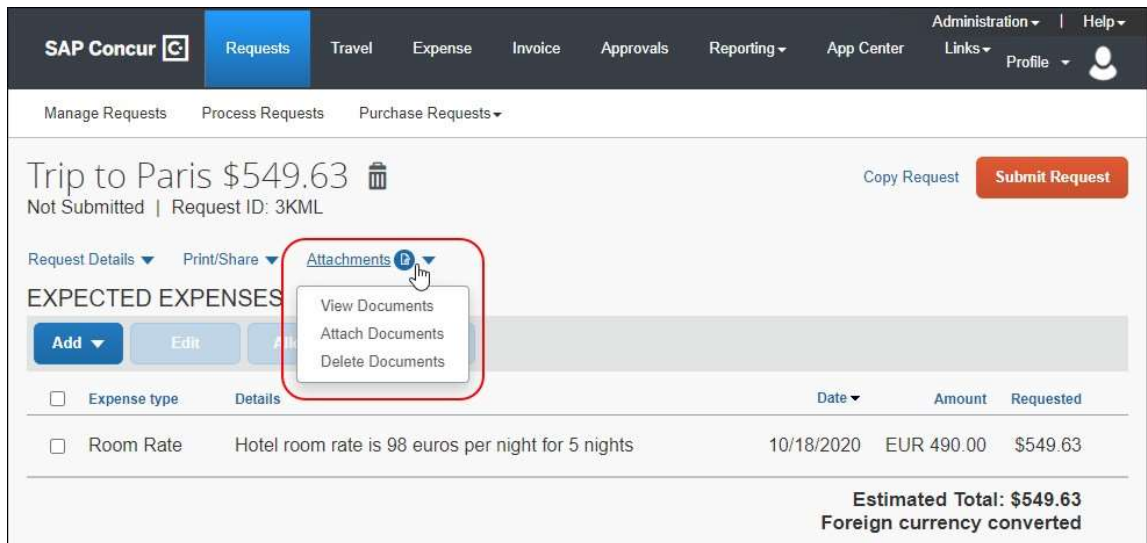 Administration | Help
SAP Concur C Requests Travel Expense Invoice Approvals Reporting App Center Links Profile
Manage Requests Process Requests Purchase Requests
Trip to Paris $549.63 Copy Request Submit Request
Not Submitted | Request ID: 3KML
Request Details Print/Share Attachments
EXPECTED EXPENSES
View Documents
Attach Documents
Delete Documents
Add Edit
Expense type Details Date Amount Requested
Room Rate Hotel room rate is 98 euros per night for 5 nights 10/18/2020 EUR 490.00 $549.63
Estimated Total: $549.63
Foreign currency converted